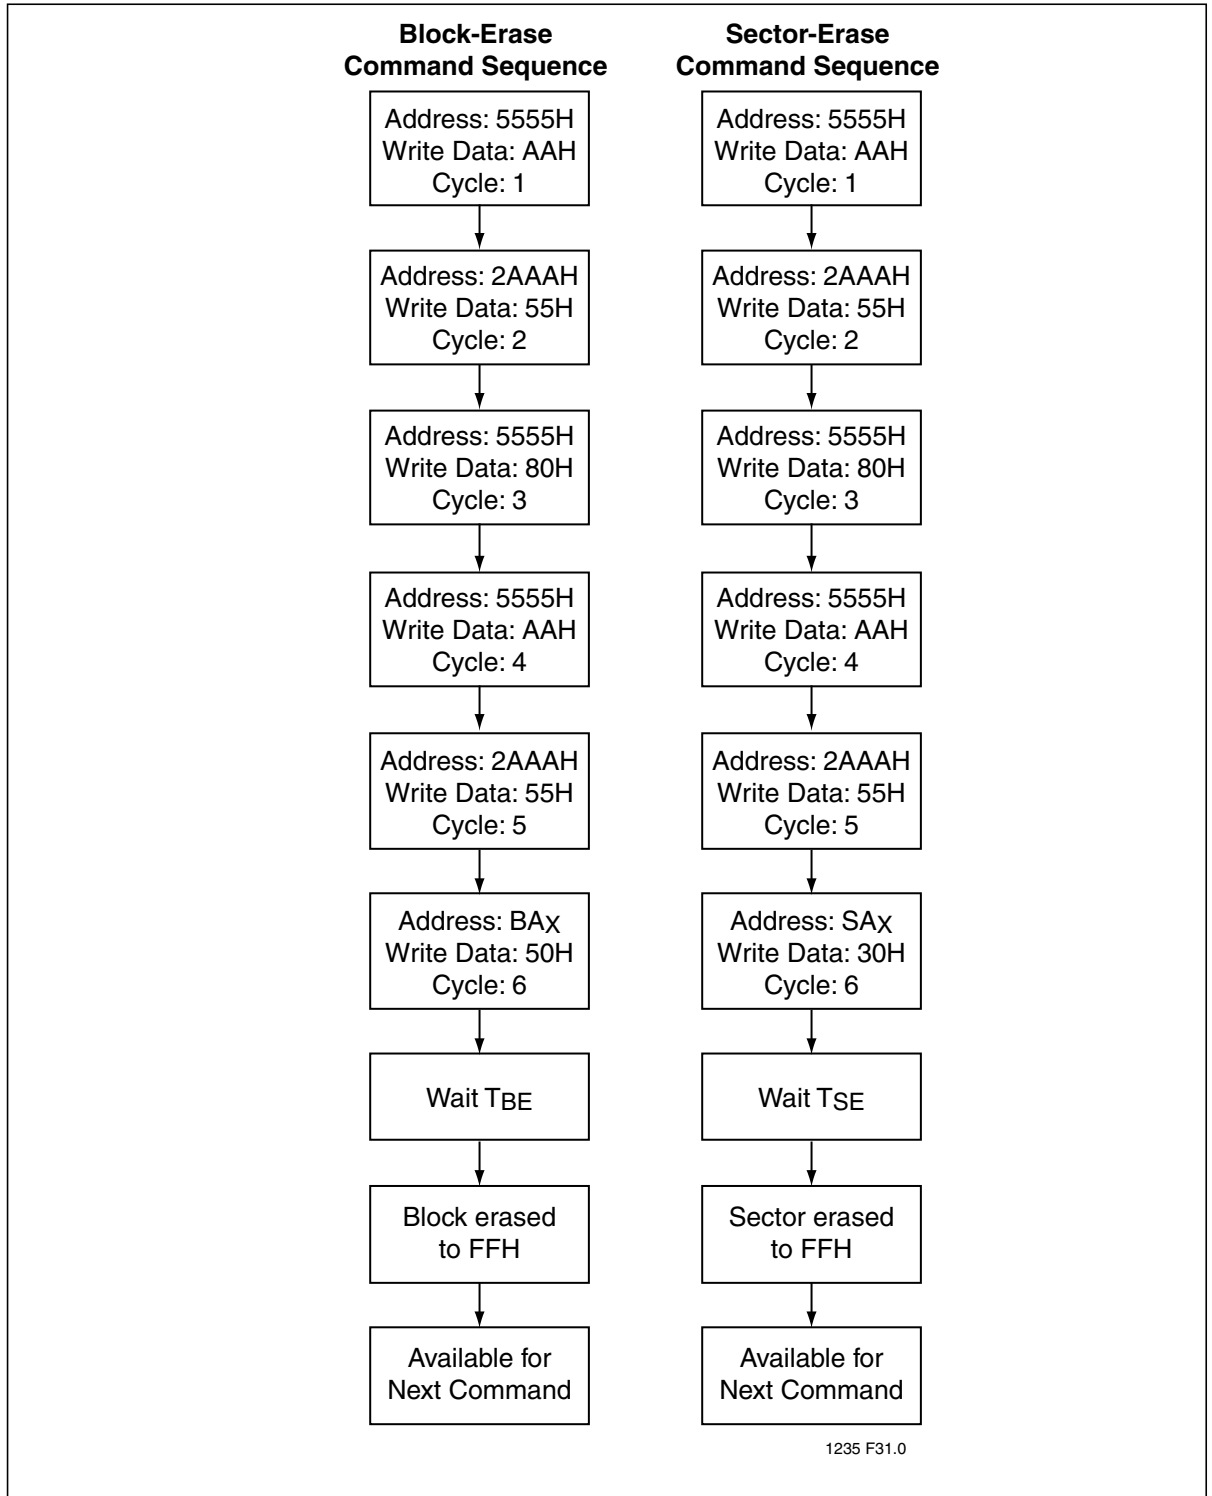 Block-Erase
Command Sequence
Address: 5555H
Write Data: AAH
Cycle: 1
Address: 2AAAH
Write Data: 55H
Cycle: 2
Address: 5555H
Write Data: 80H
Cycle: 3
Address: 5555H
Write Data: AAH
Cycle: 4
Address: 2AAAH
Write Data: 55H
Cycle: 5
Address: BAX
Write Data: 50H
Cycle: 6
Wait TBE
Block erased
to FFH
Available for
Next Command
Sector-Erase
Command Sequence
Address: 5555H
Write Data: AAH
Cycle: 1
Address: 2AAAH
Write Data: 55H
Cycle: 2
Address: 5555H
Write Data: 80H
Cycle: 3
Address: 5555H
Write Data: AAH
Cycle: 4
Address: 2AAAH
Write Data: 55H
Cycle: 5
Address: SAX
Write Data: 30H
Cycle: 6
Wait TSE
Sector erased
to FFH
Available for
Next Command
1235 F31.0